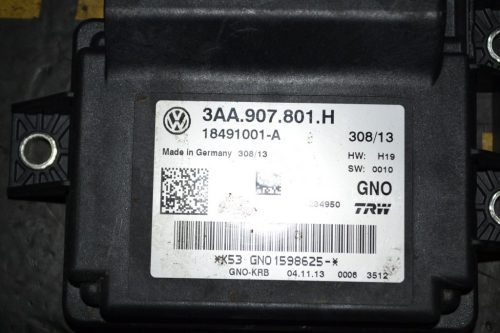 3AA.907.801.H
18491001-A
308/13
Made in Germany 308/13
HW: H19
SW: 0010
GNO
TRW
*K53 GNO1598625-*
GNO-KRB 04.11.13 0006 3512